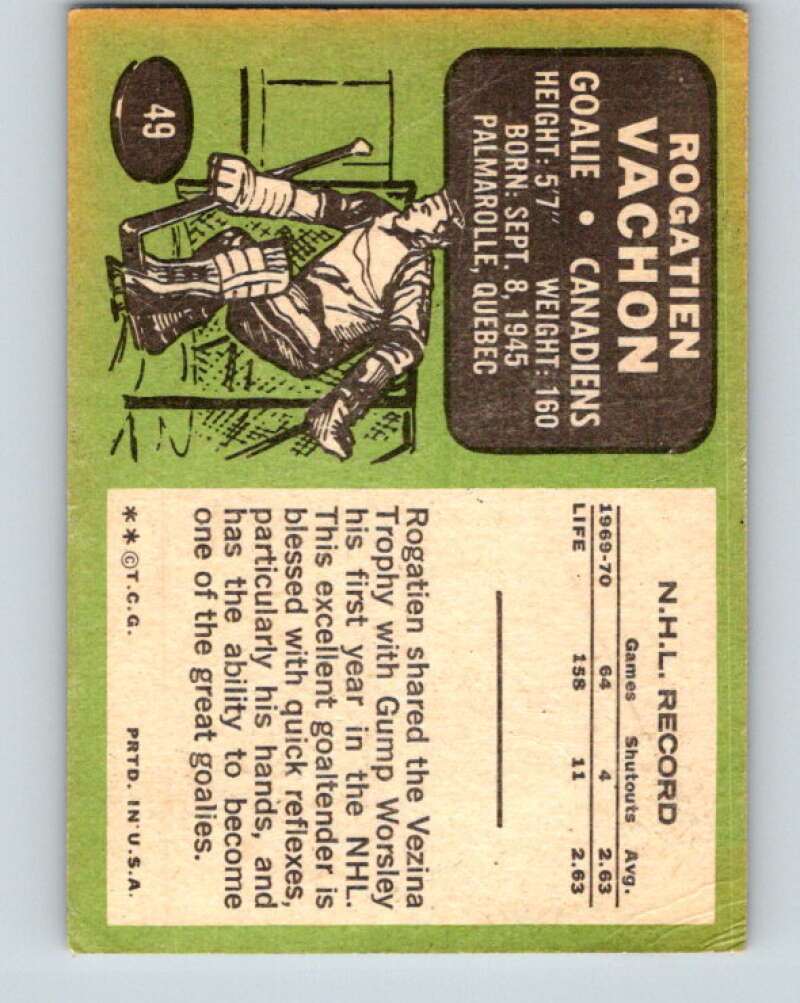 49
ROGATIEN
VACHON
GOALIE • CANADIENS
HEIGHT: 5'7" WEIGHT: 160
BORN: SEPT. 8, 1945
PALMAROLLE, QUEBEC
N.H.L. RECORD
Games Shutouts Avg.
1969-70 64 4 2.63
LIFE 158 11 2.63
Rogatien shared the Vezina
Trophy with Gump Worsley
his first year in the NHL.
This excellent goaltender is
blessed with quick reflexes,
particularly his hands, and
has the ability to become
one of the great goalies.
**©T.C.G. PRTD. IN U.S.A.